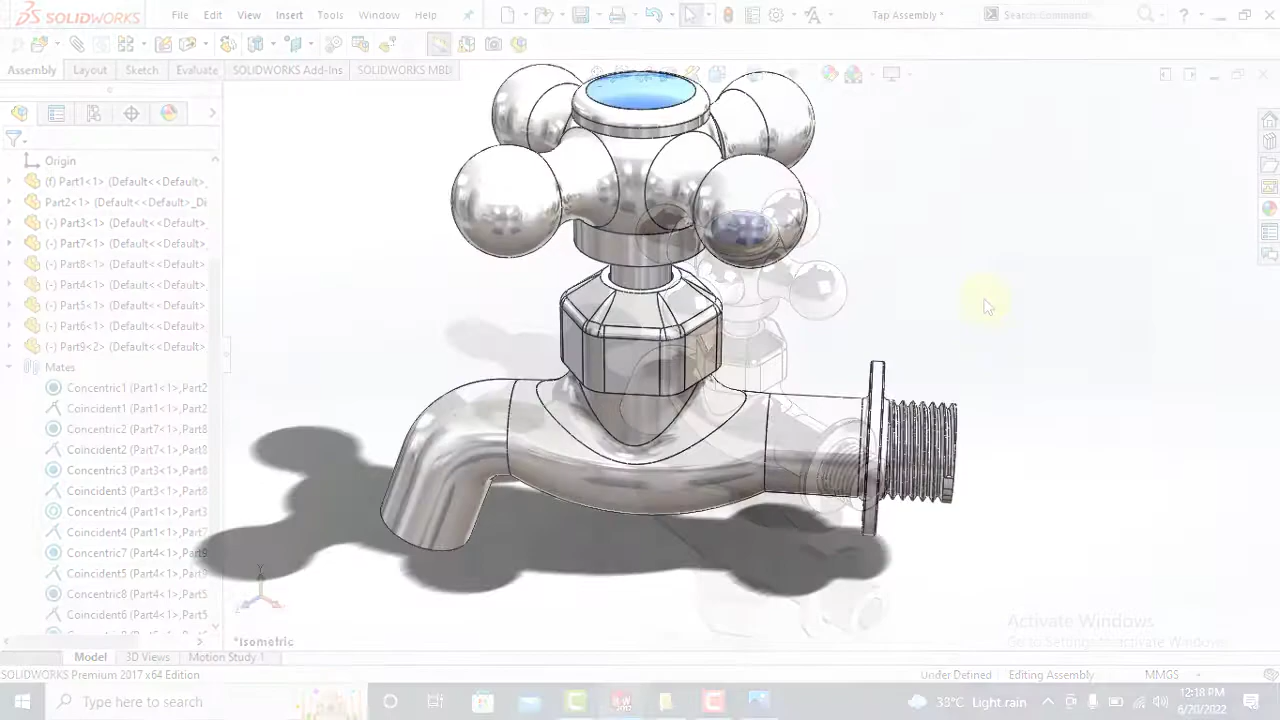 SOLIDWORKS File Edit View Insert Tools Window Help Tap Assembly * Search Commands ?
Assembly Layout Sketch Evaluate SOLIDWORKS Add-Ins SOLIDWORKS MBD
Origin
(f) Part1<1> (Default<<Default>_
Part2<1> (Default<<Default>_Di
(-) Part3<1> (Default<<Default>
(-) Part7<1> (Default<<Default>
(-) Part8<1> (Default<<Default>
(-) Part4<1> (Default<<Default>
(-) Part5<1> (Default<<Default>
(-) Part6<1> (Default<<Default>
(-) Part9<2> (Default<<Default>
Mates
Concentric1 (Part1<1>,Part2
Coincident1 (Part1<1>,Part2
Concentric2 (Part7<1>,Part8
Coincident2 (Part7<1>,Part8
Concentric3 (Part3<1>,Part8
Coincident3 (Part3<1>,Part8
Concentric4 (Part1<1>,Part3
Coincident4 (Part1<1>,Part7
Concentric7 (Part4<1>,Part9
Coincident5 (Part4<1>,Part9
Concentric8 (Part4<1>,Part5
Coincident6 (Part4<1>,Part5
Y
*Isometric
Activate Windows
Go to Settings to activate Windows.
Model 3D Views Motion Study 1
SOLIDWORKS Premium 2017 x64 Edition Under Defined Editing Assembly MMGS
Type here to search 33°C Light rain 12:18 PM
6/20/2022